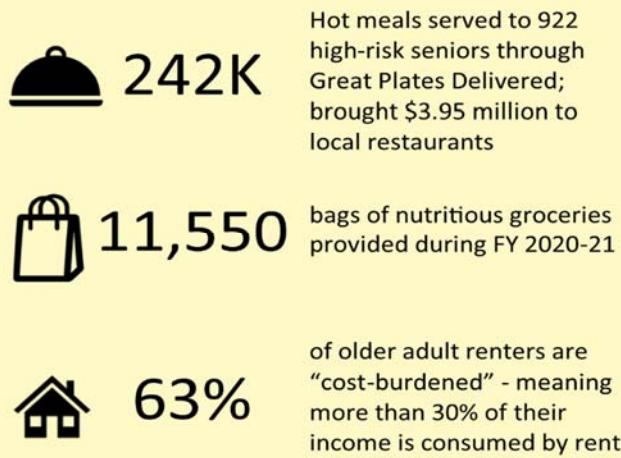 242K
Hot meals served to 922
high-risk seniors through
Great Plates Delivered;
brought $3.95 million to
local restaurants
11,550
bags of nutritious groceries
provided during FY 2020-21
63%
of older adult renters are
“cost-burdened” - meaning
more than 30% of their
income is consumed by rent